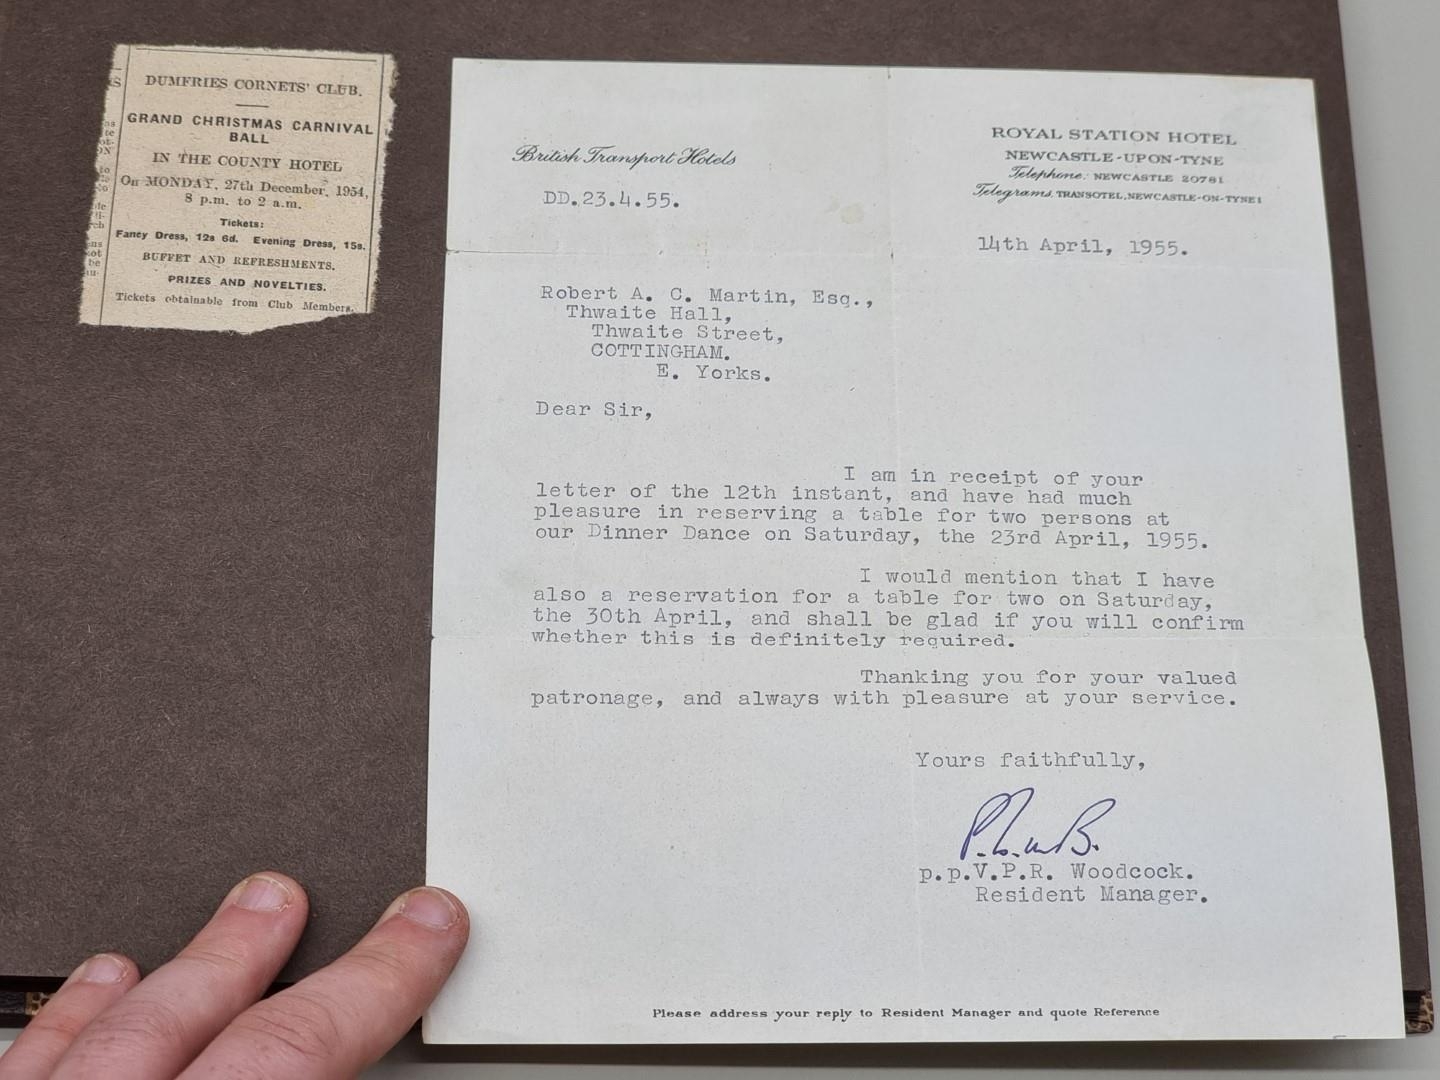 DUMFRIES CORNETS' CLUB.
GRAND CHRISTMAS CARNIVAL
BALL
IN THE COUNTY HOTEL
On MONDAY, 27th December, 1954,
8 p.m. to 2 a.m.
Tickets:
Fancy Dress, 12s 6d. Evening Dress, 15s.
BUFFET AND REFRESHMENTS.
PRIZES AND NOVELTIES.
Tickets obtainable from Club Members.
British Transport Hotels
DD.23.4.55.
ROYAL STATION HOTEL
NEWCASTLE-UPON-TYNE
Telephone: NEWCASTLE 20781
Telegrams, TRANSOTEL, NEWCASTLE-ON-TYNE 1
14th April, 1955.
Robert A. C. Martin, Esq.,
Thwaite Hall,
Thwaite Street,
COTTINGHAM.
E. Yorks.
Dear Sir,
I am in receipt of your
letter of the 12th instant, and have had much
pleasure in reserving a table for two persons at
our Dinner Dance on Saturday, the 23rd April, 1955.
I would mention that I have
also a reservation for a table for two on Saturday,
the 30th April, and shall be glad if you will confirm
whether this is definitely required.
Thanking you for your valued
patronage, and always with pleasure at your service.
Yours faithfully,
p.p.V.P.R. Woodcock.
Resident Manager.
Please address your reply to Resident Manager and quote Reference